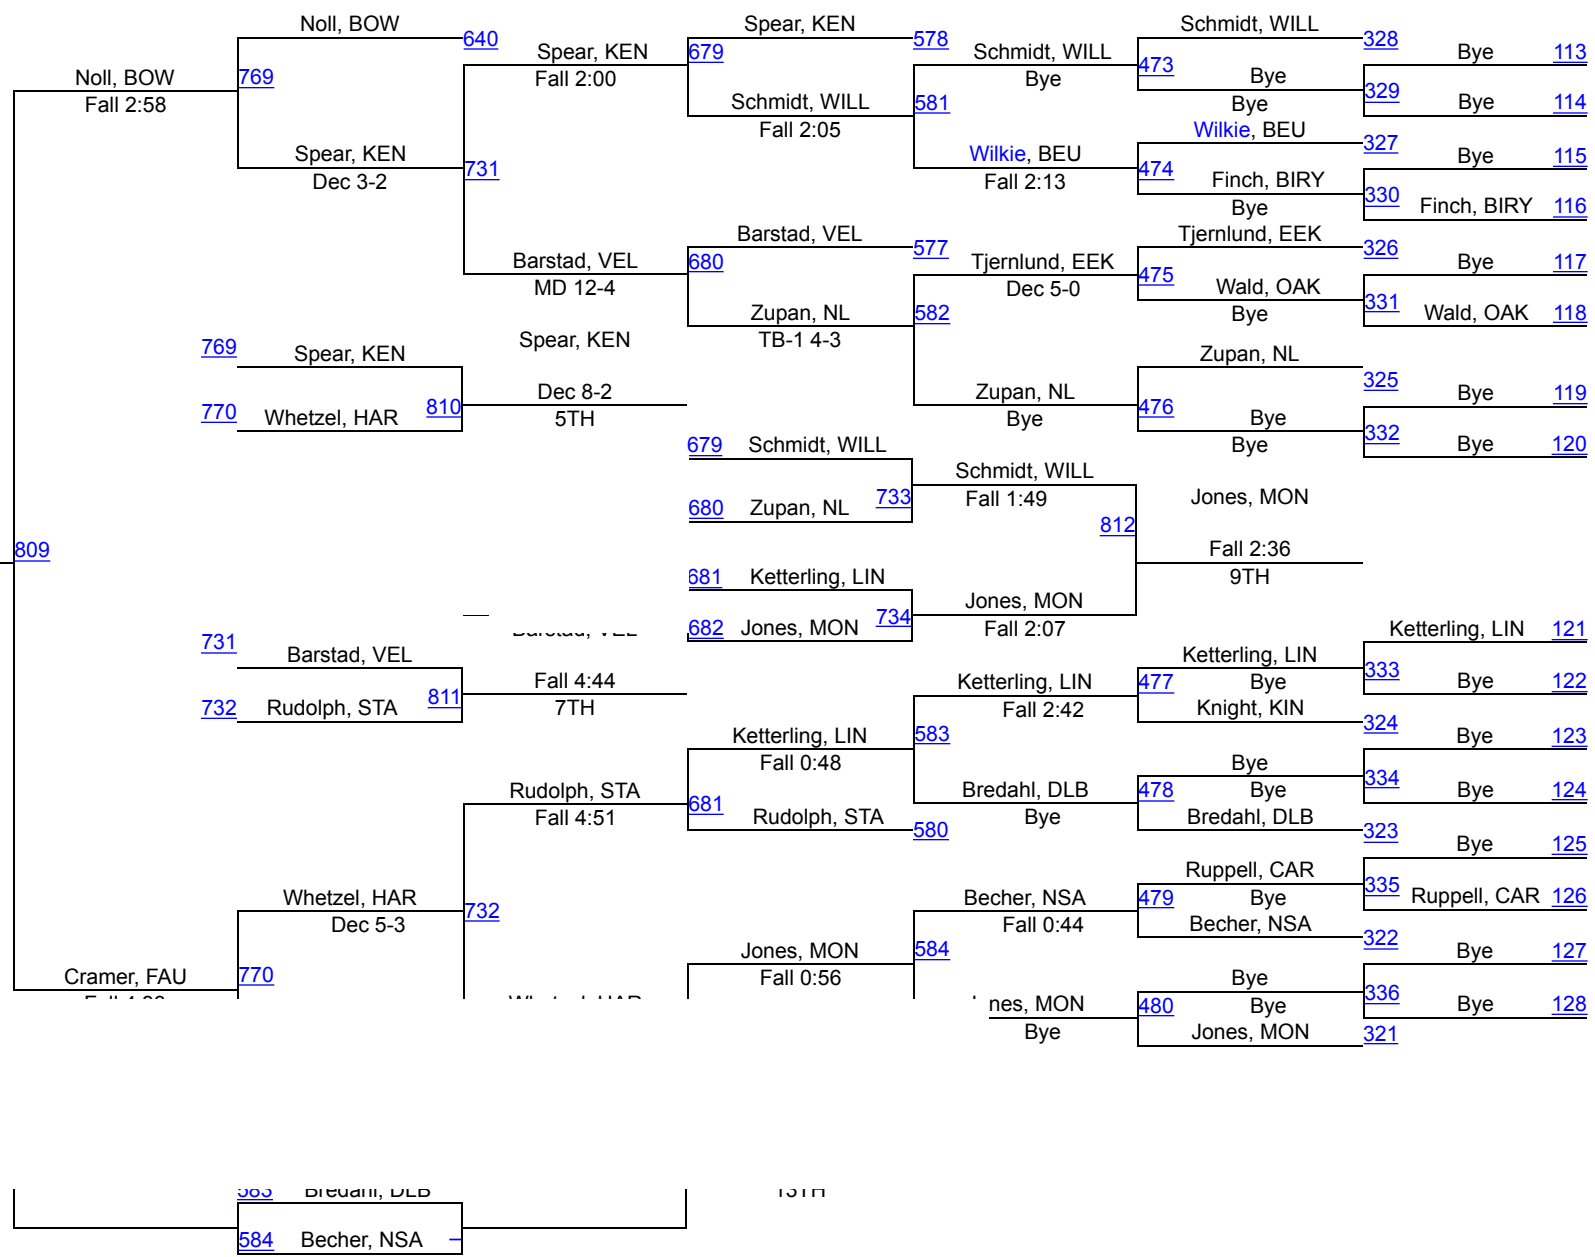 Noll, BOW
Spear, KEN
Schmidt, WILL
640
578
328
Spear, KEN
679
Schmidt, WILL
Bye
113
Noll, BOW
769
Fall 2:00
Bye
473
Bye
Fall 2:58
Schmidt, WILL
581
Bye
329
Bye
114
Fall 2:05
Wilkie, BEU
327
Spear, KEN
Wilkie, BEU
Bye
115
Dec 3-2
731
Fall 2:13
474
Finch, BIRY
330
Bye
Finch, BIRY
116
Barstad, VEL
Tjernlund, EEK
577
326
Barstad, VEL
680
Tjernlund, EEK
Bye
117
MD 12-4
Dec 5-0
475
Wald, OAK
Zupan, NL
582
Bye
331
Wald, OAK
118
Spear, KEN
TB-1 4-3
769
Spear, KEN
Zupan, NL
325
Dec 8-2
Zupan, NL
Bye
119
770
Whetzel, HAR
810
5TH
Bye
476
Bye
332
679
Schmidt, WILL
Bye
Bye
120
Schmidt, WILL
733
Fall 1:49
Jones, MON
680
Zupan, NL
812
809
Fall 2:36
681
Ketterling, LIN
9TH
Jones, MON
734
682
Jones, MON
Fall 2:07
Ketterling, LIN
121
731
Barstad, VEL
Ketterling, LIN
Fall 4:44
Ketterling, LIN
477
Bye
333
Bye
122
732
Rudolph, STA
811
7TH
Fall 2:42
Knight, KIN
324
Ketterling, LIN
583
Bye
123
Fall 0:48
Bye
Rudolph, STA
Bredahl, DLB
478
Bye
334
Bye
124
Fall 4:51
681
Rudolph, STA
Bye
Bredahl, DLB
580
323
Bye
125
Ruppell, CAR
Whetzel, HAR
Becher, NSA
479
Bye
335
Ruppell, CAR
126
Dec 5-3
732
Fall 0:44
Becher, NSA
322
Jones, MON
584
Bye
127
Cramer, FAU
770
Fall 0:56
Bye
nes, MON
480
Bye
336
Bye
128
Bye
Jones, MON
321
583
Bredahl, DLB
13TH
584
Becher, NSA